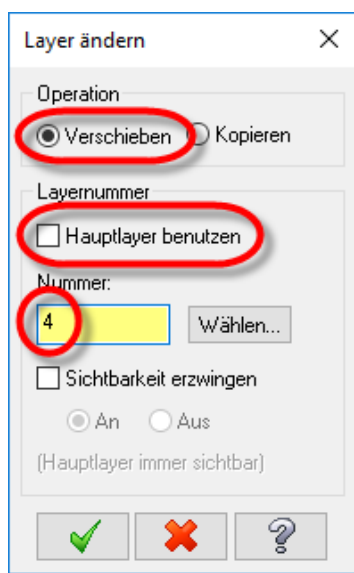 Layer ändern
Operation
Verschieben Kopieren
Layernummer
Hauptlayer benutzen
Nummer:
4 Wählen...
Sichtbarkeit erzwingen
An Aus
(Hauptlayer immer sichtbar)